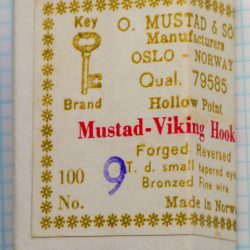 Key
O. MUSTAD & SÖ
Manufacturers
OSLO - NORWAY
Qual. 79585
Brand
Hollow Point
Mustad-Viking Hook
Forged Reversed
100
T. d. small tapered eye
9
Bronzed Fine wire
No.
Made in Norw